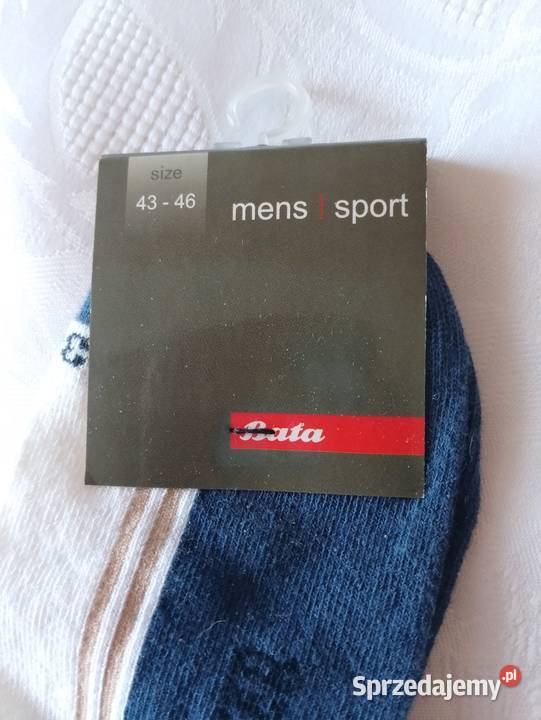 size
43 - 46
mens | sport
Bata
Sprzedajemy.pl